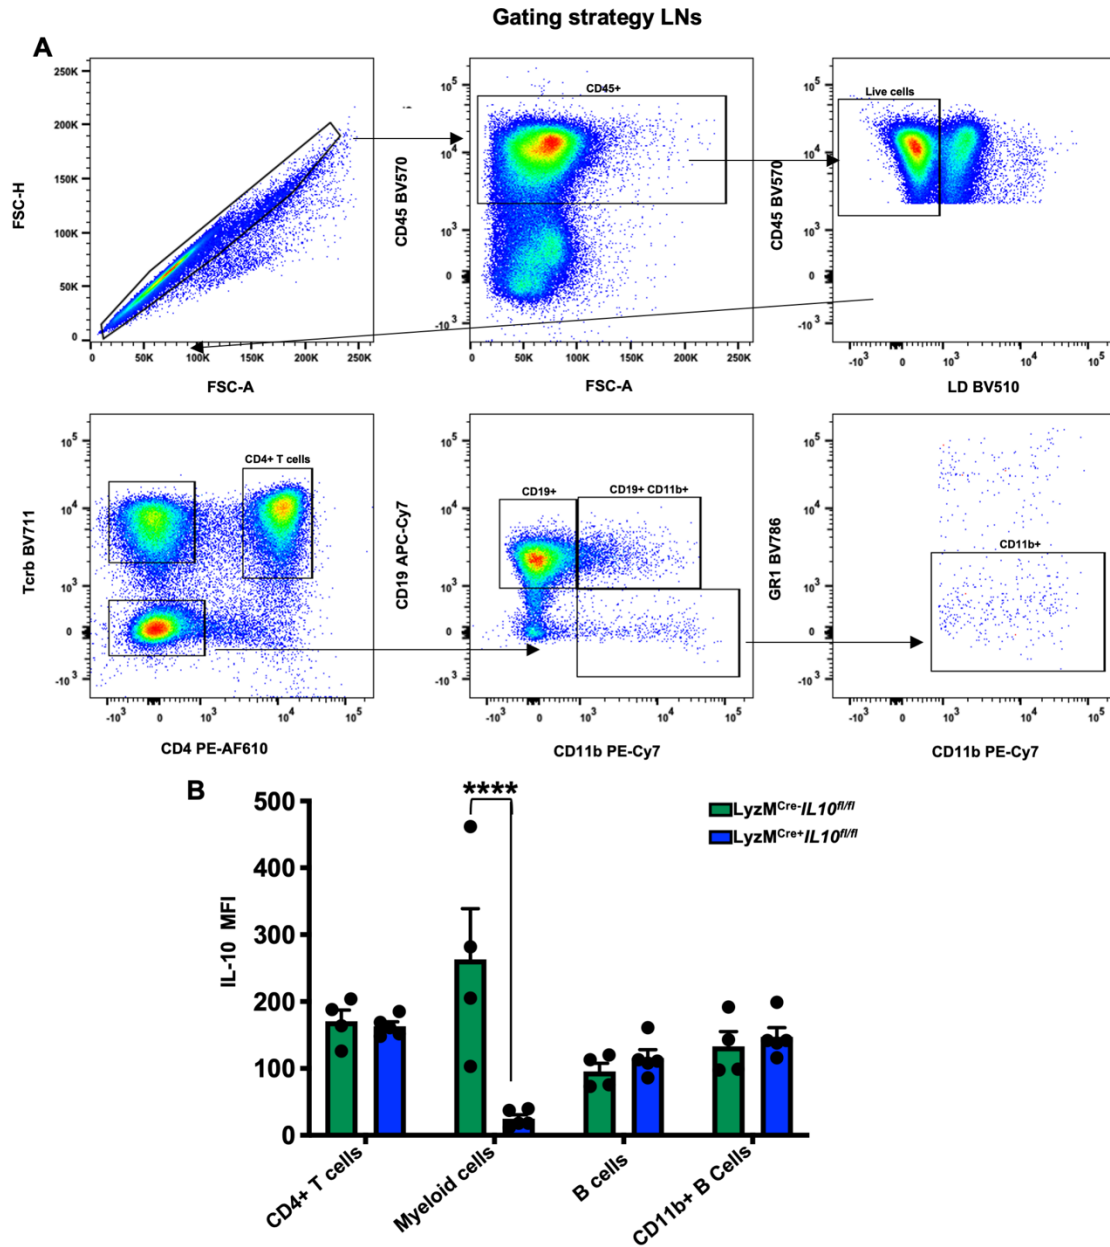 Gating strategy LNs
A
FSC-H
250K
200K
150K
100K
50K
0
0 50K 100K 150K 200K 250K
FSC-A
CD45 BV570
10^5
10^4
10^3
0
-10^3
CD45+
0 50K 100K 150K 200K 250K
FSC-A
CD45 BV570
10^5
10^4
10^3
0
-10^3
Live cells
-10^3 0 10^3 10^4 10^5
LD BV510
Tcrb BV711
10^5
10^4
10^3
0
-10^3
CD4+ T cells
-10^3 0 10^3 10^4 10^5
CD4 PE-AF610
CD19 APC-Cy7
10^5
10^4
10^3
0
-10^3
CD19+
CD19+ CD11b+
-10^3 0 10^3 10^4 10^5
CD11b PE-Cy7
GR1 BV786
10^5
10^4
10^3
0
-10^3
CD11b+
-10^3 0 10^3 10^4 10^5
CD11b PE-Cy7
B
IL-10 MFI
500
400
300
200
100
0
****
LyzM^Cre-IL10^fl/fl
LyzM^Cre+IL10^fl/fl
CD4+ T cells
Myeloid cells
B cells
CD11b+ B Cells